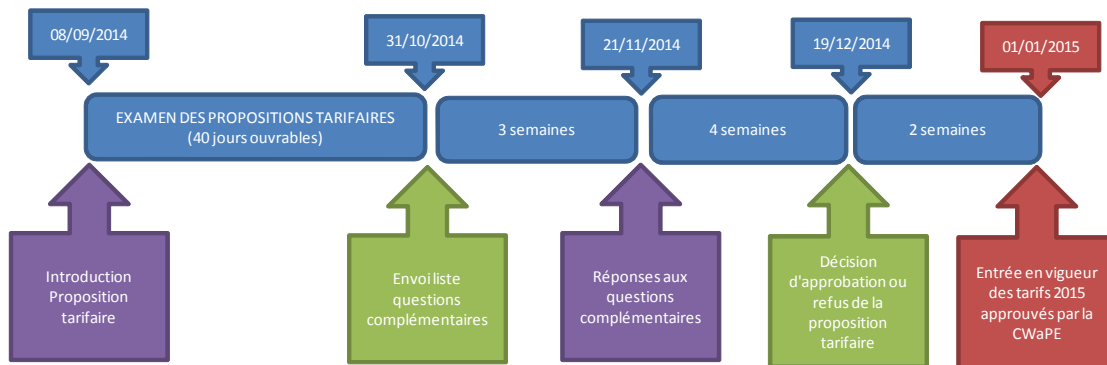 08/09/2014
31/10/2014
21/11/2014
19/12/2014
01/01/2015
EXAMEN DES PROPOSITIONS TARIFAIRES
(40 jours ouvrables)
3 semaines
4 semaines
2 semaines
Introduction
Proposition
tarifaire
Envoi liste
questions
complémentaires
Réponses aux
questions
complémentaires
Décision
d'approbation ou
refus de la
proposition
tarifaire
Entrée en vigueur
des tarifs 2015
approuvés par la
CWaPE